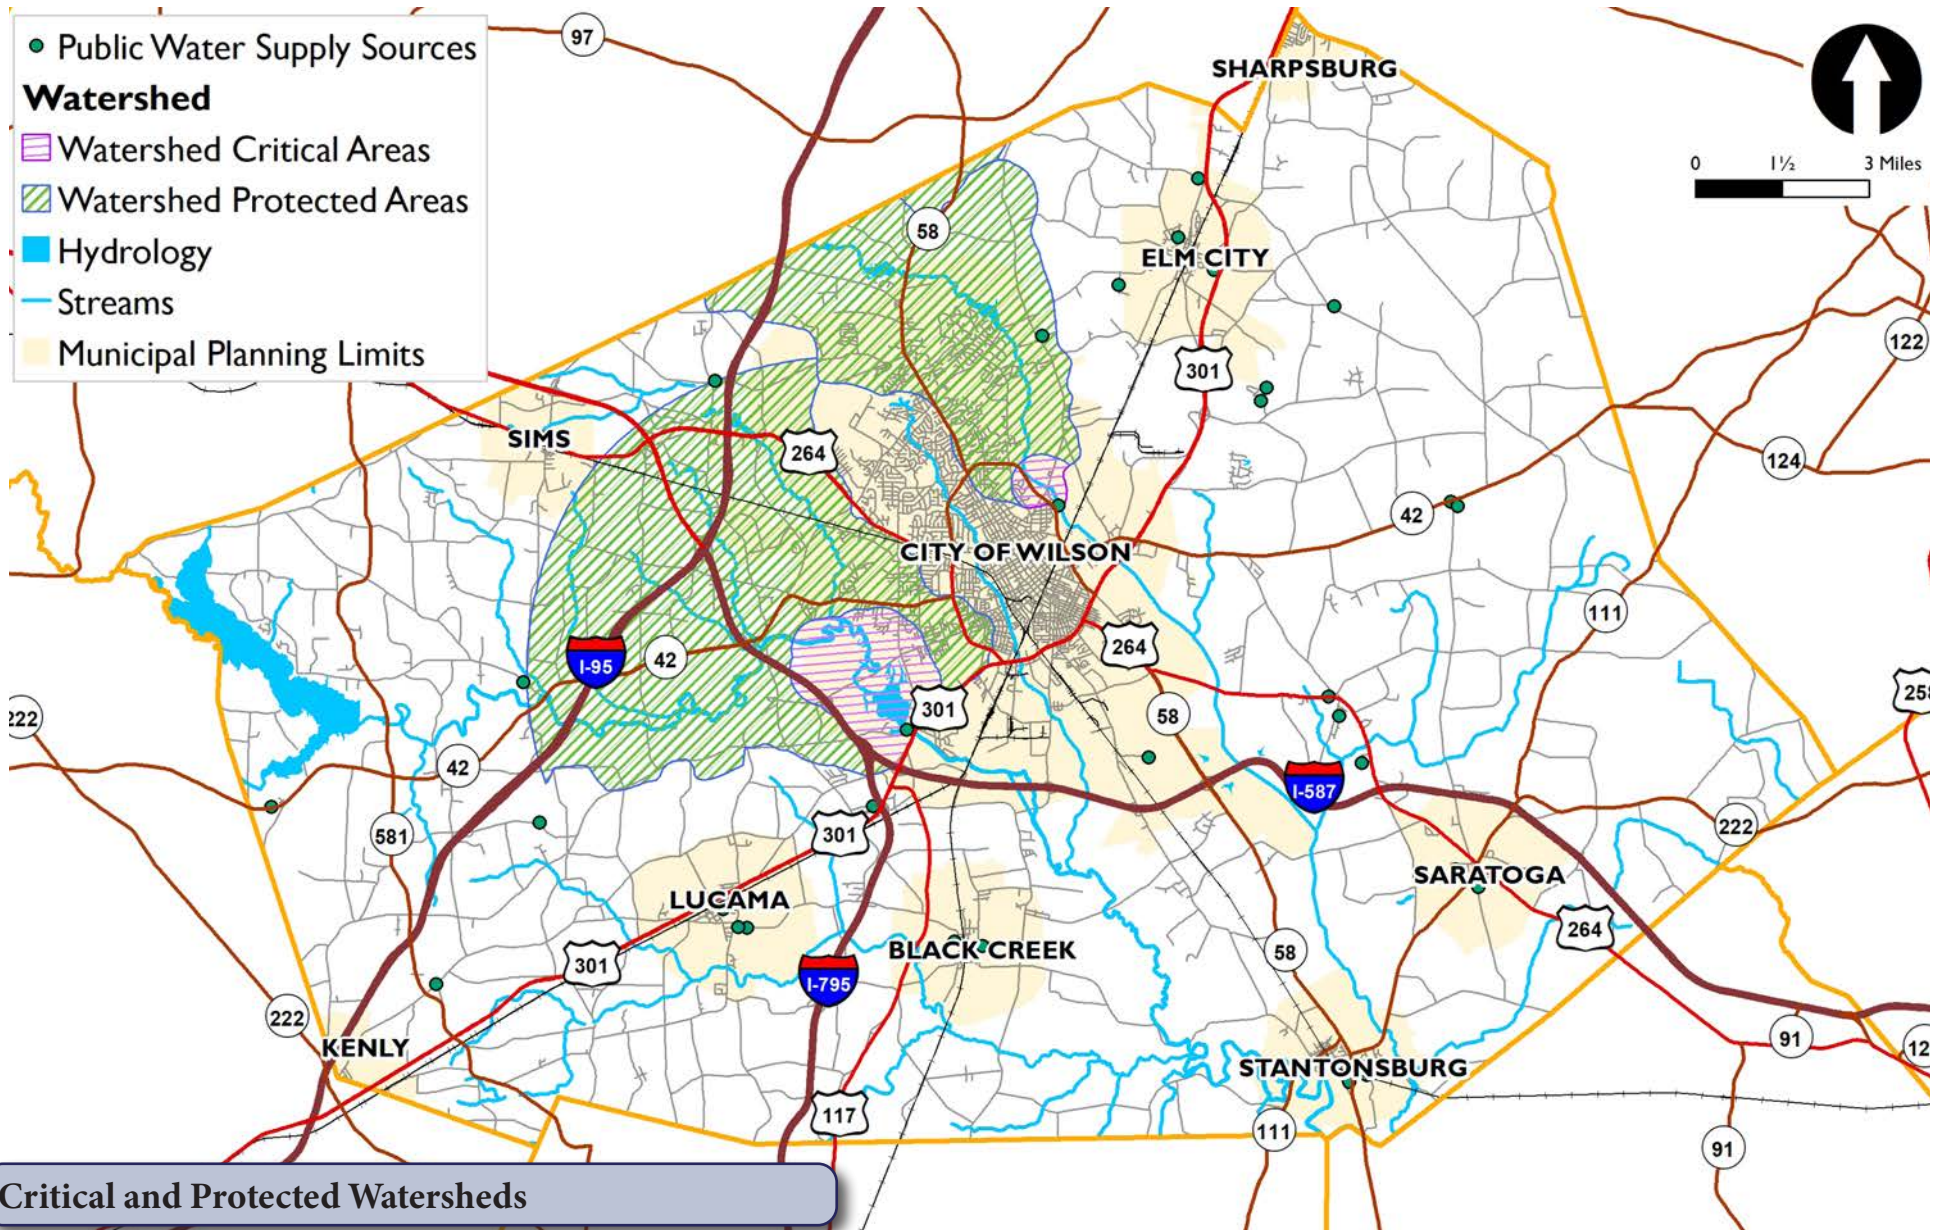 Public Water Supply Sources
Watershed
Watershed Critical Areas
Watershed Protected Areas
Hydrology
Streams
Municipal Planning Limits
97
SHARPSBURG
0 1½ 3 Miles
58
ELM CITY
122
301
SIMS
264
124
42
CITY OF WILSON
111
I-95
42
264
222
301
58
258
42
I-587
581
301
222
LUCAMA
SARATOGA
264
301
BLACK CREEK
58
I-795
222
KENLY
91
12
STANTONSBURG
117
111
91
Critical and Protected Watersheds